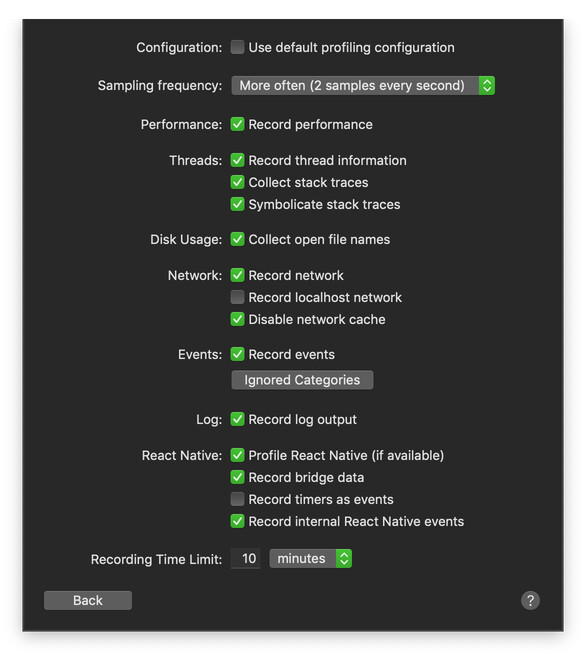 Configuration: Use default profiling configuration
Sampling frequency: More often (2 samples every second)
Performance: Record performance
Threads: Record thread information
Collect stack traces
Symbolicate stack traces
Disk Usage: Collect open file names
Network: Record network
Record localhost network
Disable network cache
Events: Record events
Ignored Categories
Log: Record log output
React Native: Profile React Native (if available)
Record bridge data
Record timers as events
Record internal React Native events
Recording Time Limit: 10 minutes
Back ?